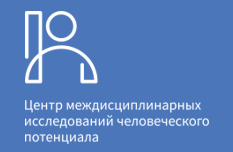 Центр междисциплинарных
исследований человеческого
потенциала